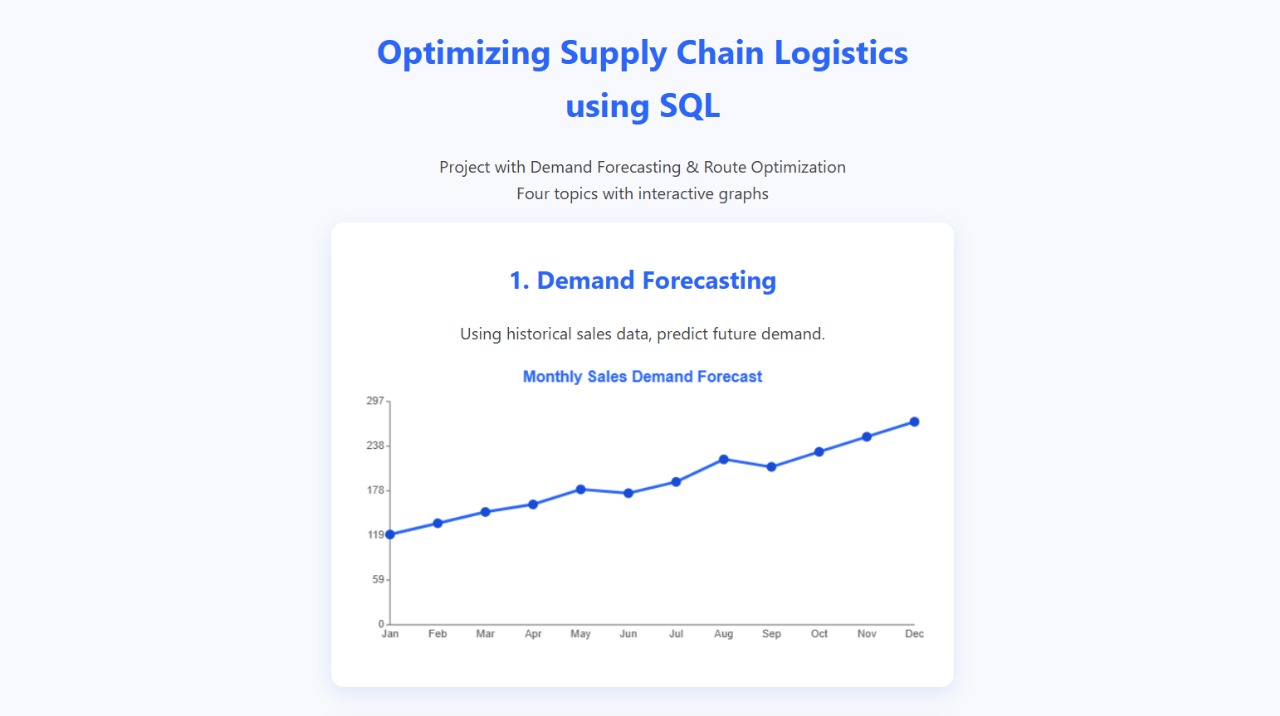 Optimizing Supply Chain Logistics
using SQL
Project with Demand Forecasting & Route Optimization
Four topics with interactive graphs
1. Demand Forecasting
Using historical sales data, predict future demand.
Monthly Sales Demand Forecast
297
238
178
119
59
0
Jan Feb Mar Apr May Jun Jul Aug Sep Oct Nov Dec